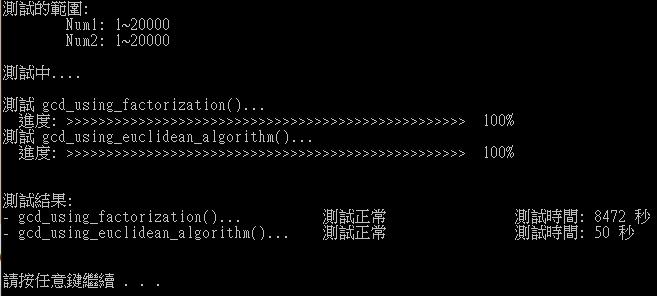 測試的範圍:
Num1: 1~20000
Num2: 1~20000
測試中....
測試 gcd_using_factorization()...
進度: >>>>>>>>>>>>>>>>>>>>>>>>>>>>>>>>>>>>>>>>>>>>>>>>>> 100%
測試 gcd_using_euclidean_algorithm()...
進度: >>>>>>>>>>>>>>>>>>>>>>>>>>>>>>>>>>>>>>>>>>>>>>>>>> 100%
測試結果:
- gcd_using_factorization()... 測試正常 測試時間: 8472 秒
- gcd_using_euclidean_algorithm()... 測試正常 測試時間: 50 秒
請按任意鍵繼續 . . .